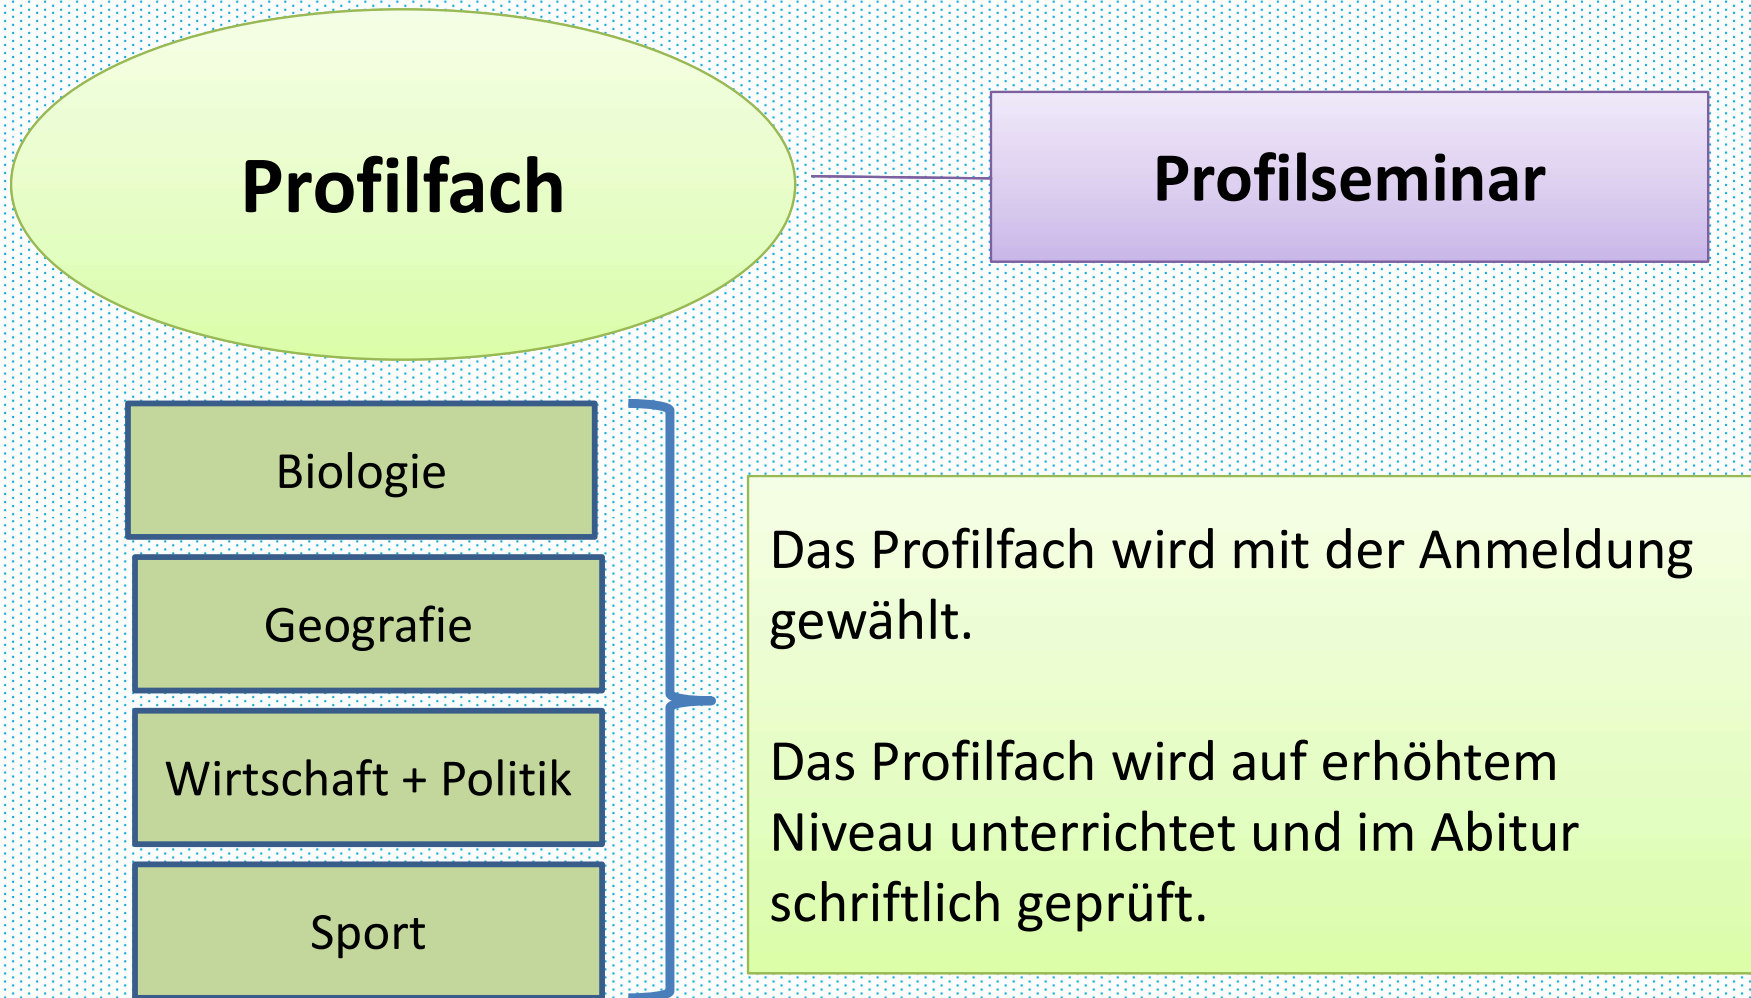 Profilfach
Profilseminar
Biologie
Geografie
Wirtschaft + Politik
Sport
Das Profilfach wird mit der Anmeldung
gewählt.
Das Profilfach wird auf erhöhtem
Niveau unterrichtet und im Abitur
schriftlich geprüft.